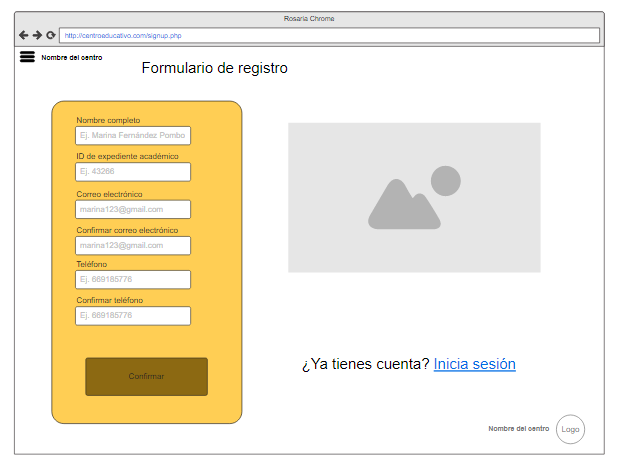 Rosaria Chrome
http://centroeducativo.com/signup.php
Nombre del centro
Formulario de registro
Nombre completo
Ej. Marina Fernández Pombo
ID de expediente académico
Ej. 43266
Correo electrónico
marina123@gmail.com
Confirmar correo electrónico
marina123@gmail.com
Teléfono
Ej. 669185776
Confirmar teléfono
Ej. 669185776
Confirmar
¿Ya tienes cuenta? Inicia sesión
Nombre del centro
Logo